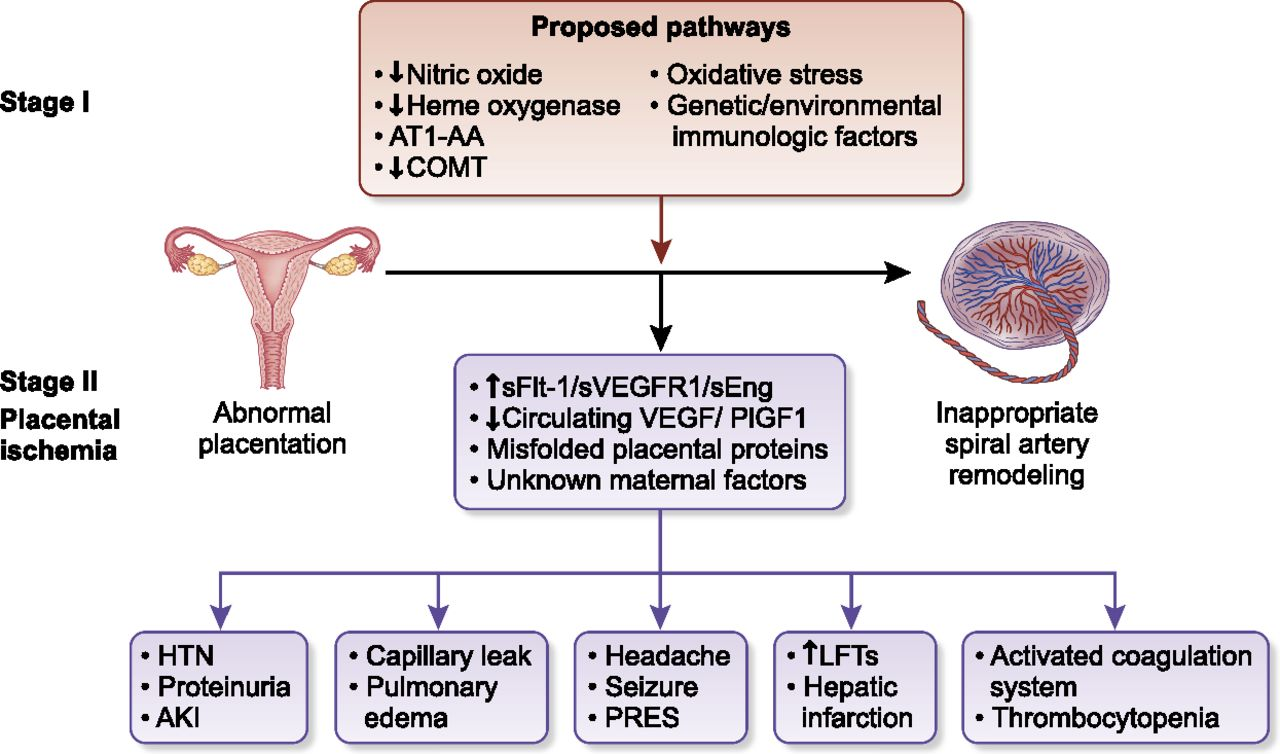 Proposed pathways
Stage I
• ↓Nitric oxide
• ↓Heme oxygenase
• AT1-AA
• ↓COMT
• Oxidative stress
• Genetic/environmental
immunologic factors
Stage II
Placental
ischemia
Abnormal
placentation
• ↑sFlt-1/sVEGFR1/sEng
• ↓Circulating VEGF/ PlGF1
• Misfolded placental proteins
• Unknown maternal factors
Inappropriate
spiral artery
remodeling
• HTN
• Proteinuria
• AKI
• Capillary leak
• Pulmonary
edema
• Headache
• Seizure
• PRES
• ↑LFTs
• Hepatic
infarction
• Activated coagulation
system
• Thrombocytopenia